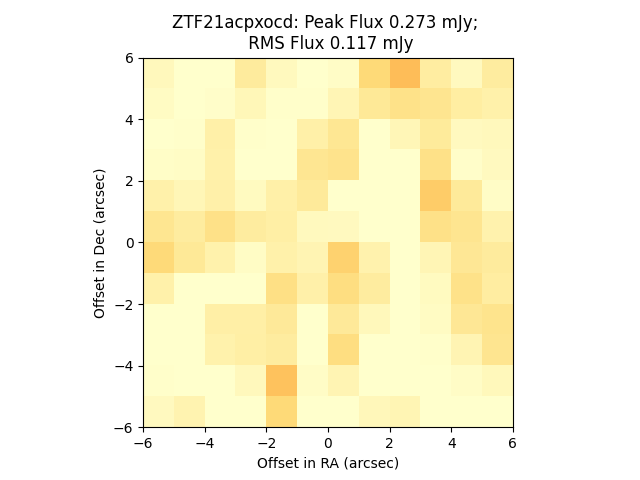 ZTF21acpxocd: Peak Flux 0.273 mJy;
RMS Flux 0.117 mJy
6
4
2
0
−2
−4
−6
Offset in Dec (arcsec)
−6 −4 −2 0 2 4 6
Offset in RA (arcsec)